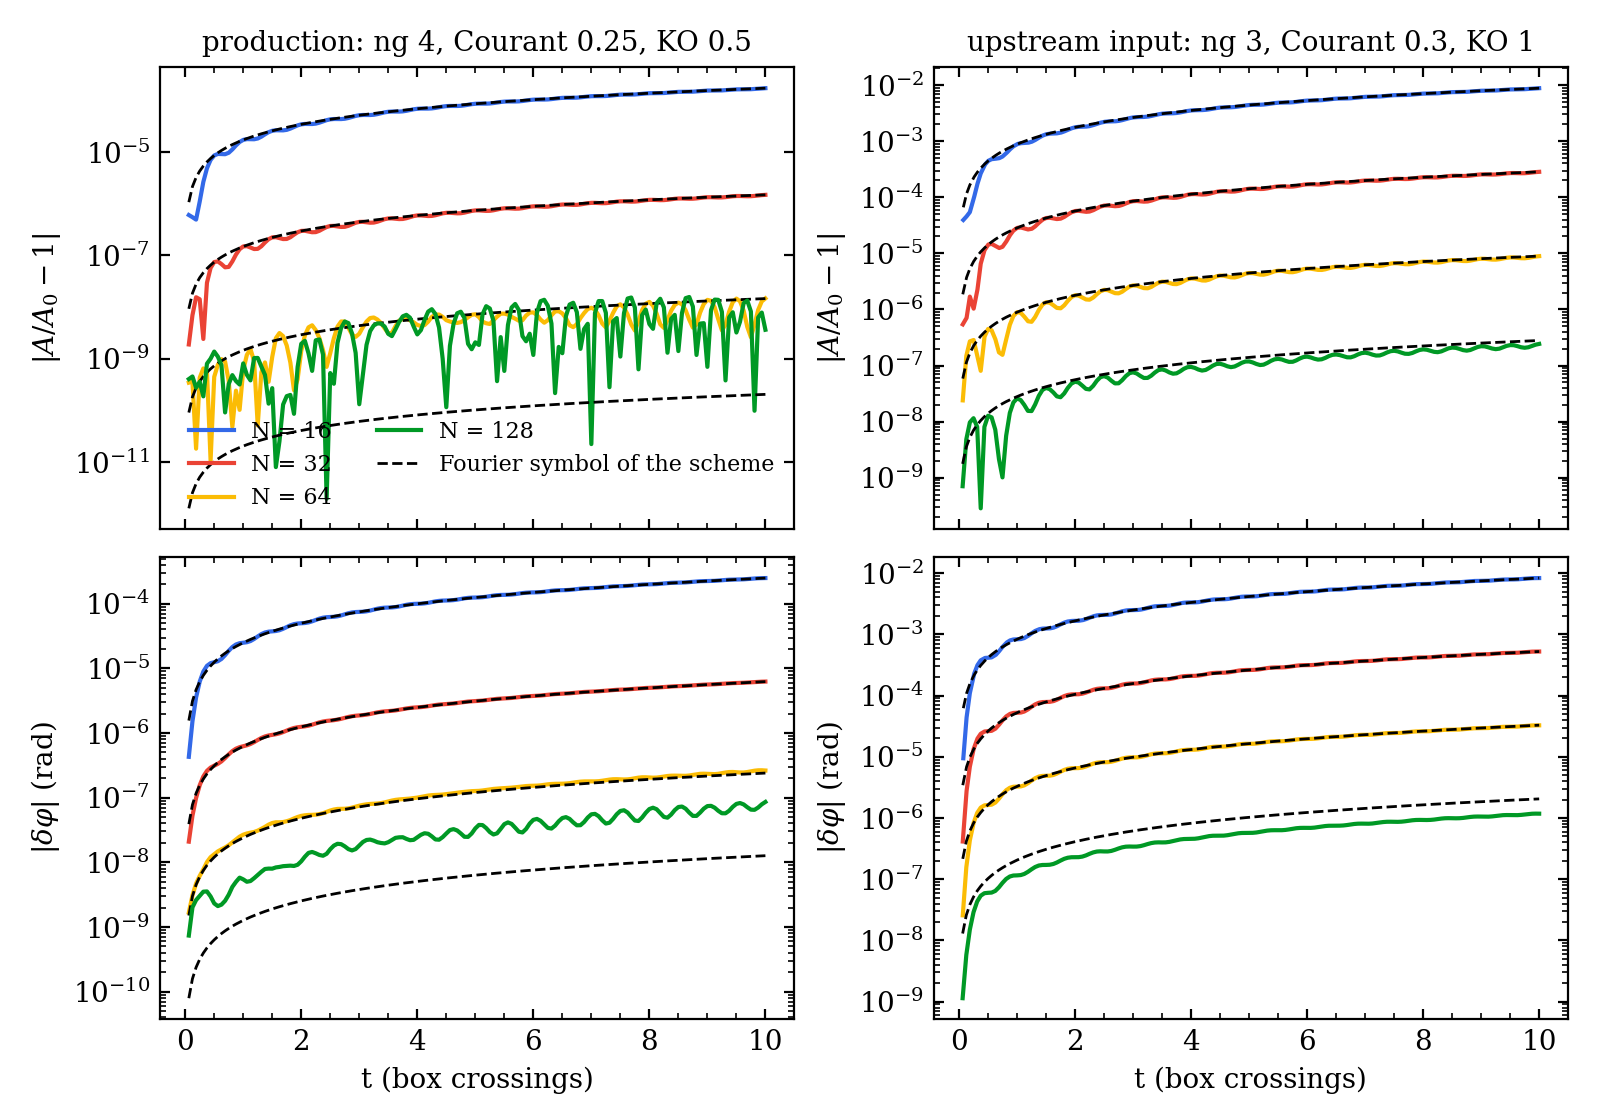 production: ng 4, Courant 0.25, KO 0.5
upstream input: ng 3, Courant 0.3, KO 1
|A/A₀ − 1|
10⁻⁵
10⁻⁷
10⁻⁹
10⁻¹¹
N = 16
N = 32
N = 64
N = 128
Fourier symbol of the scheme
|A/A₀ − 1|
10⁻²
10⁻³
10⁻⁴
10⁻⁵
10⁻⁶
10⁻⁷
10⁻⁸
10⁻⁹
|δφ| (rad)
10⁻⁴
10⁻⁵
10⁻⁶
10⁻⁷
10⁻⁸
10⁻⁹
10⁻¹⁰
0 2 4 6 8 10
t (box crossings)
|δφ| (rad)
10⁻²
10⁻³
10⁻⁴
10⁻⁵
10⁻⁶
10⁻⁷
10⁻⁸
10⁻⁹
0 2 4 6 8 10
t (box crossings)